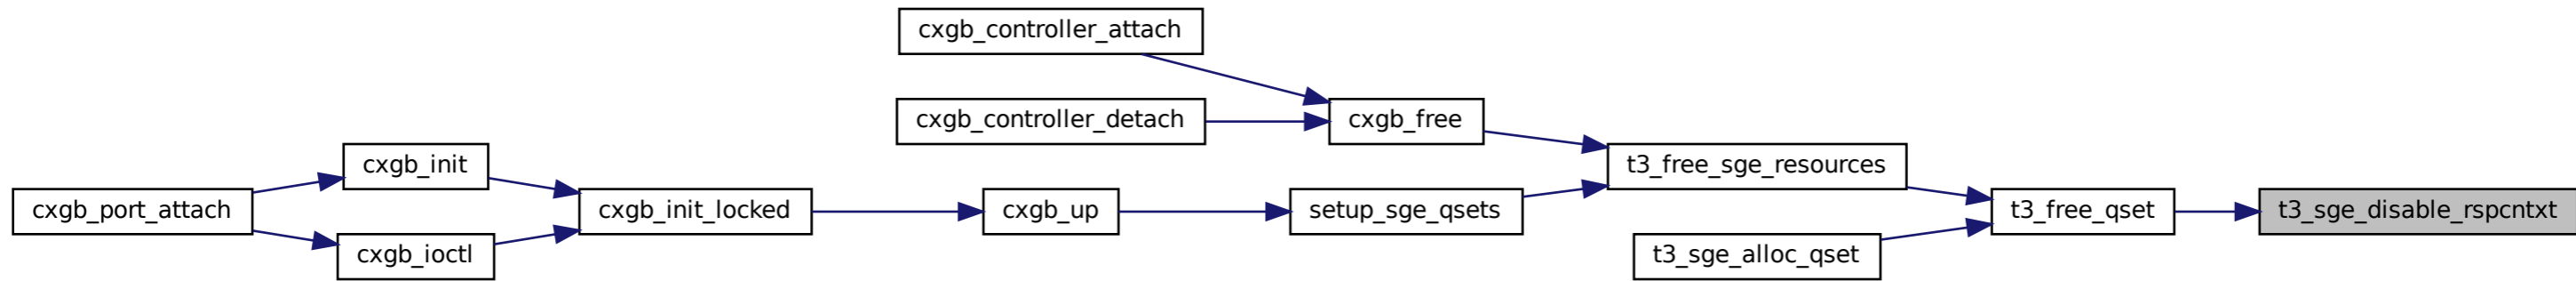 cxgb_controller_attach
cxgb_controller_detach
cxgb_free
cxgb_init
t3_free_sge_resources
cxgb_port_attach
cxgb_init_locked
cxgb_up
setup_sge_qsets
t3_free_qset
t3_sge_disable_rspcntxt
cxgb_ioctl
t3_sge_alloc_qset